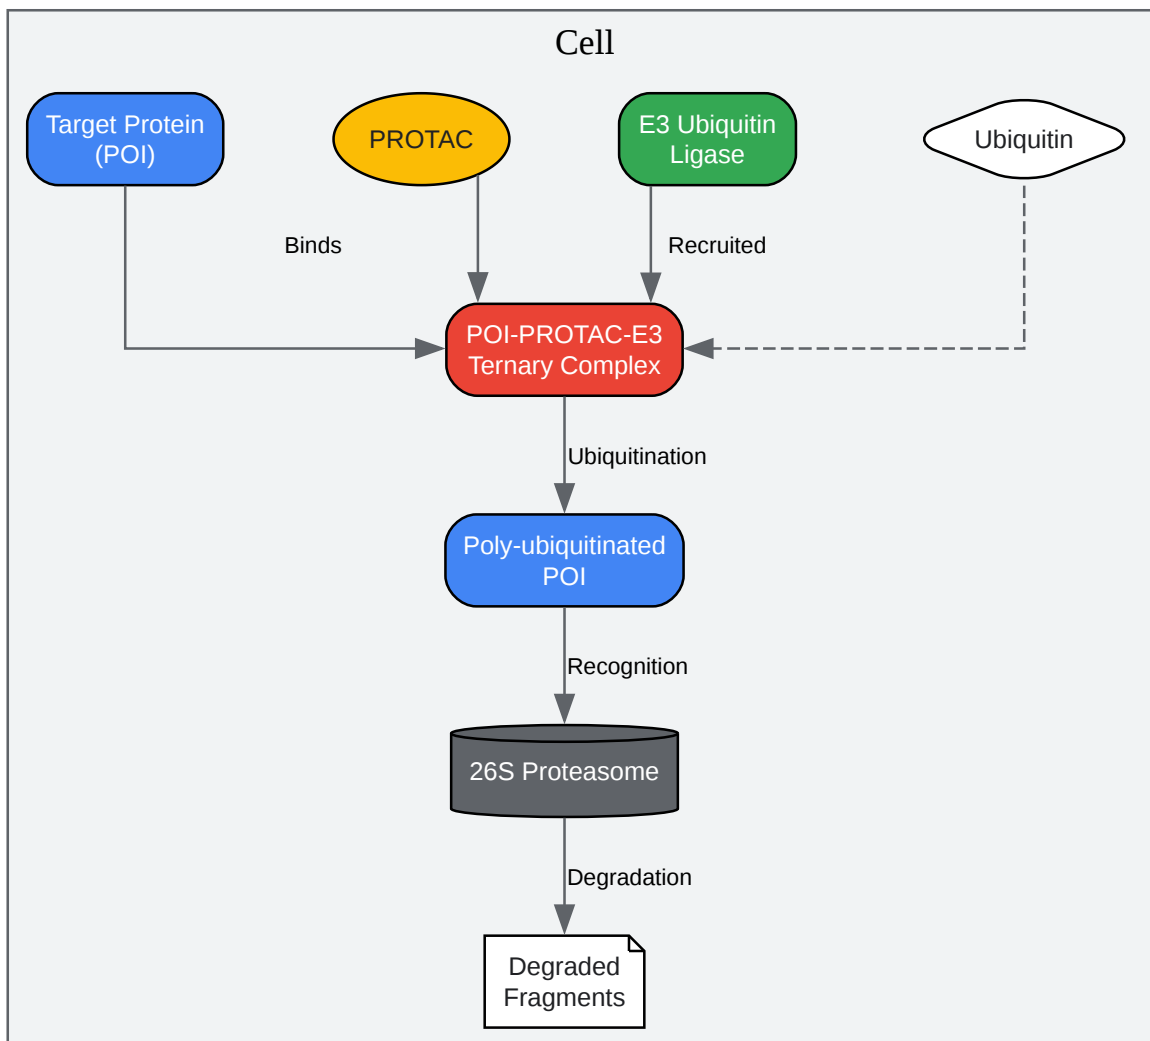 Cell
Target Protein
(POI)
PROTAC
E3 Ubiquitin
Ligase
Ubiquitin
Binds
Recruited
POI-PROTAC-E3
Ternary Complex
Ubiquitination
Poly-ubiquitinated
POI
Recognition
26S Proteasome
Degradation
Degraded
Fragments